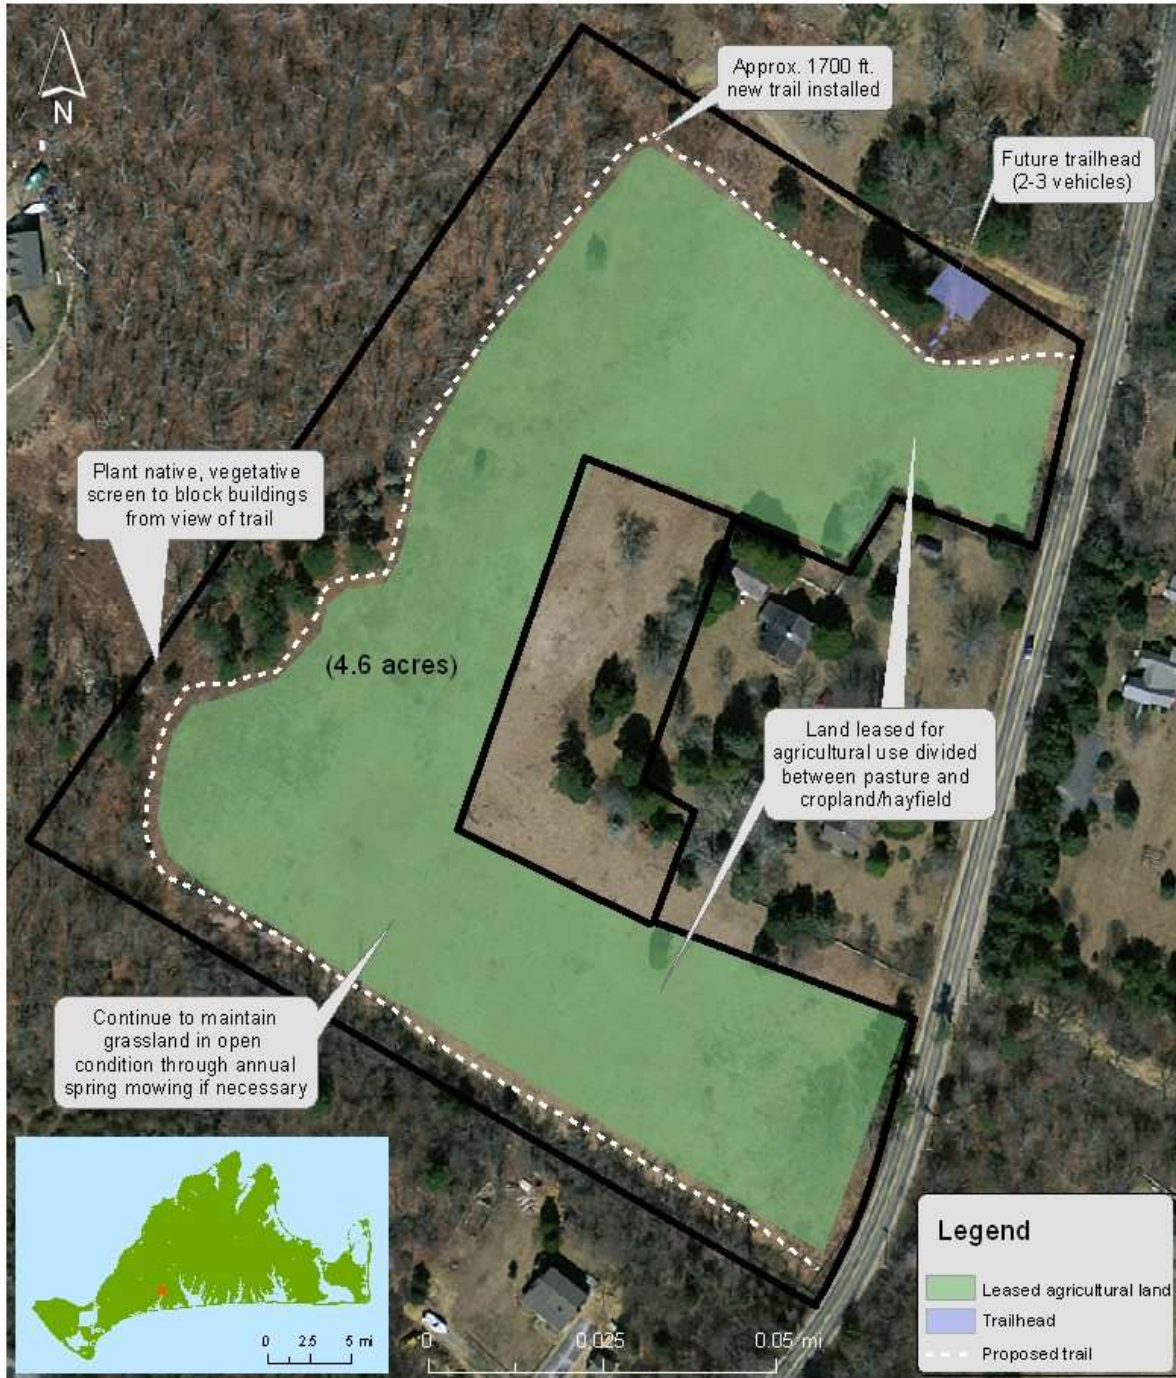 N
Approx. 1700 ft.
new trail installed
Future trailhead
(2-3 vehicles)
Plant native, vegetative
screen to block buildings
from view of trail
(4.6 acres)
Land leased for
agricultural use divided
between pasture and
cropland/hayfield
Continue to maintain
grassland in open
condition through annual
spring mowing if necessary
0 2.5 5 mi
0 0.025 0.05 mi
Legend
Leased agricultural land
Trailhead
Proposed trail